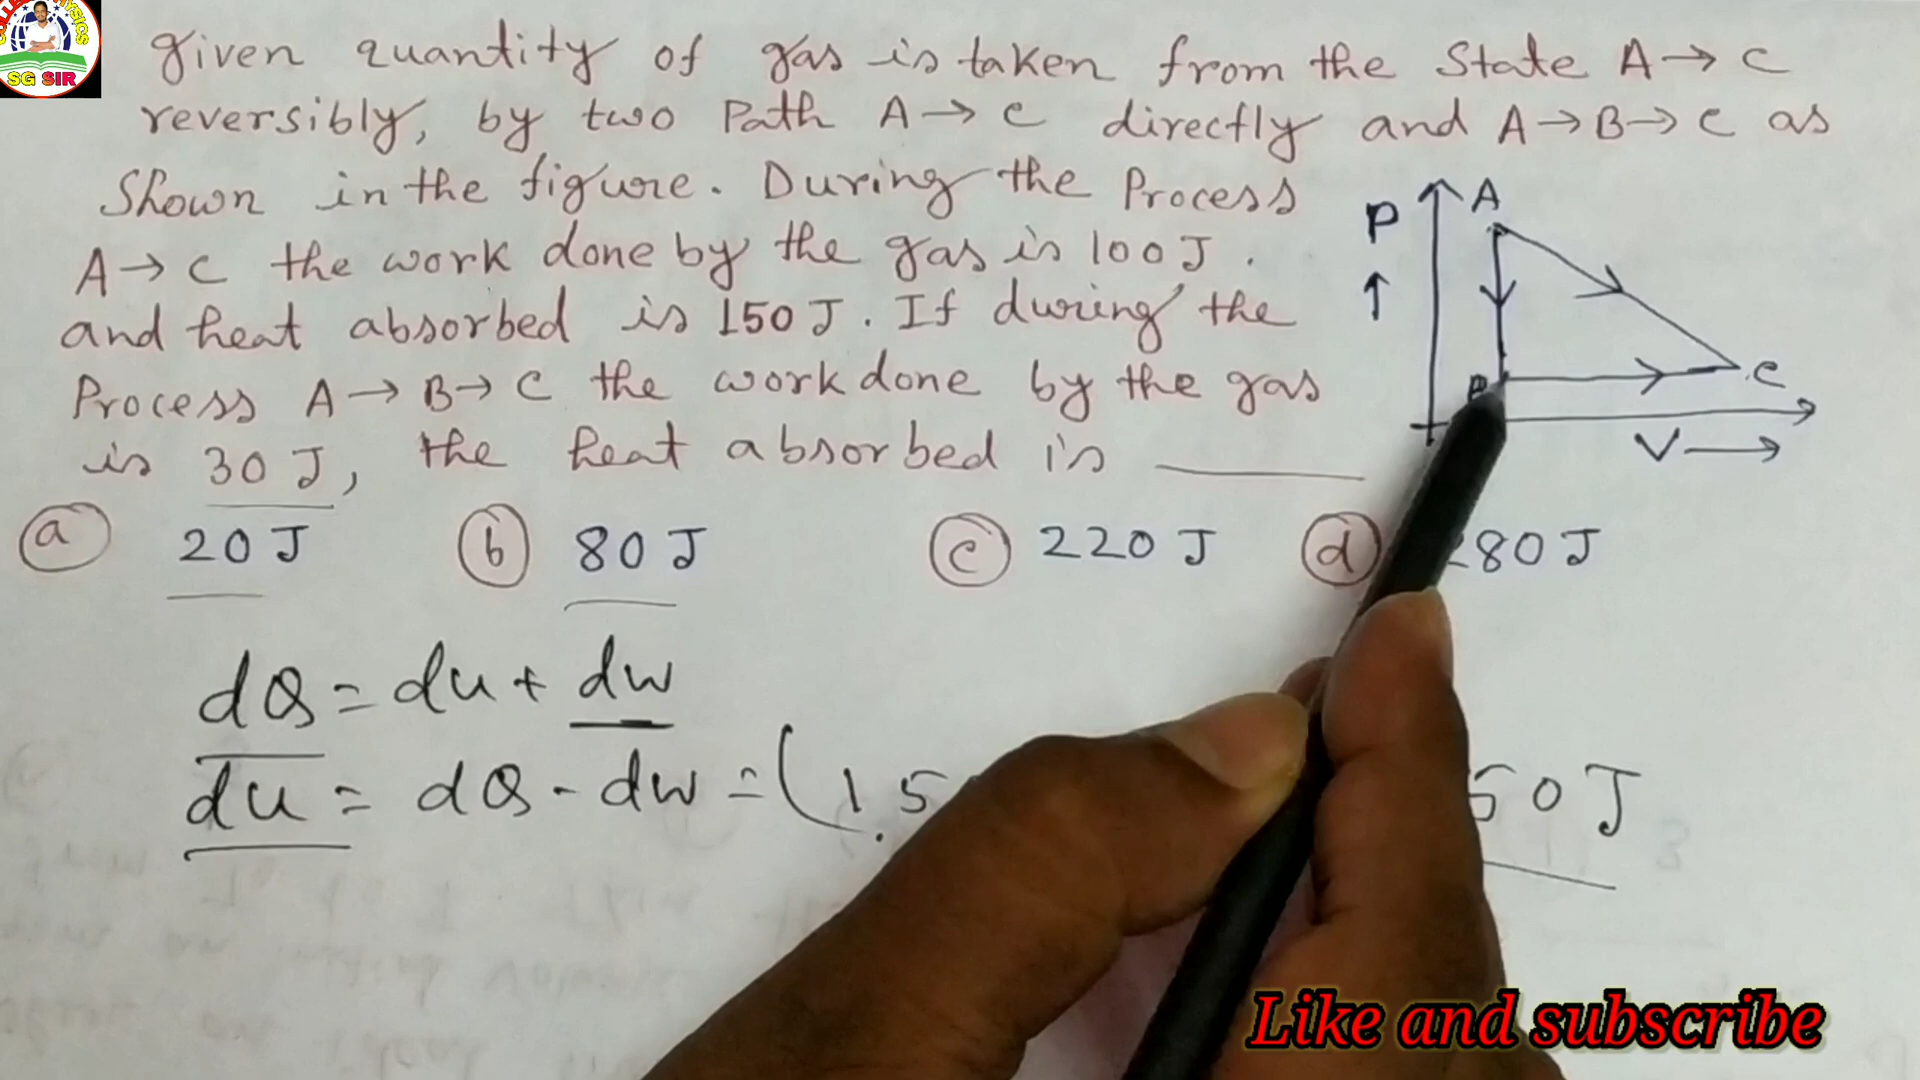 SG SIR
given quantity of gas is taken from the State A → C
reversibly, by two Path A → C directly and A → B → C as
Shown in the figure. During the Process
A → C the work done by the gas is 100 J.
and heat absorbed is 150 J. If during the
Process A → B → C the work done by the gas
is 30 J, the heat absorbed is ______
(a) 20 J (b) 80 J (c) 220 J (d) 280 J
P ↑
A
C
V →
dQ = du + dw
du = dQ - dw = (15 50 J
Like and subscribe